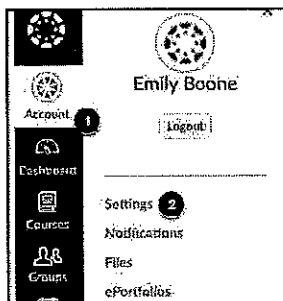 Emily Boone
Account
1
Logout
Dashboard
Settings 2
Courses
Notifications
Files
Groups
ePortfolios